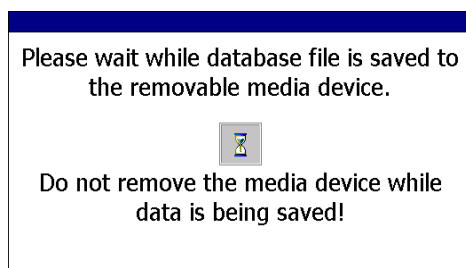 Please wait while database file is saved to
the removable media device.
Do not remove the media device while
data is being saved!